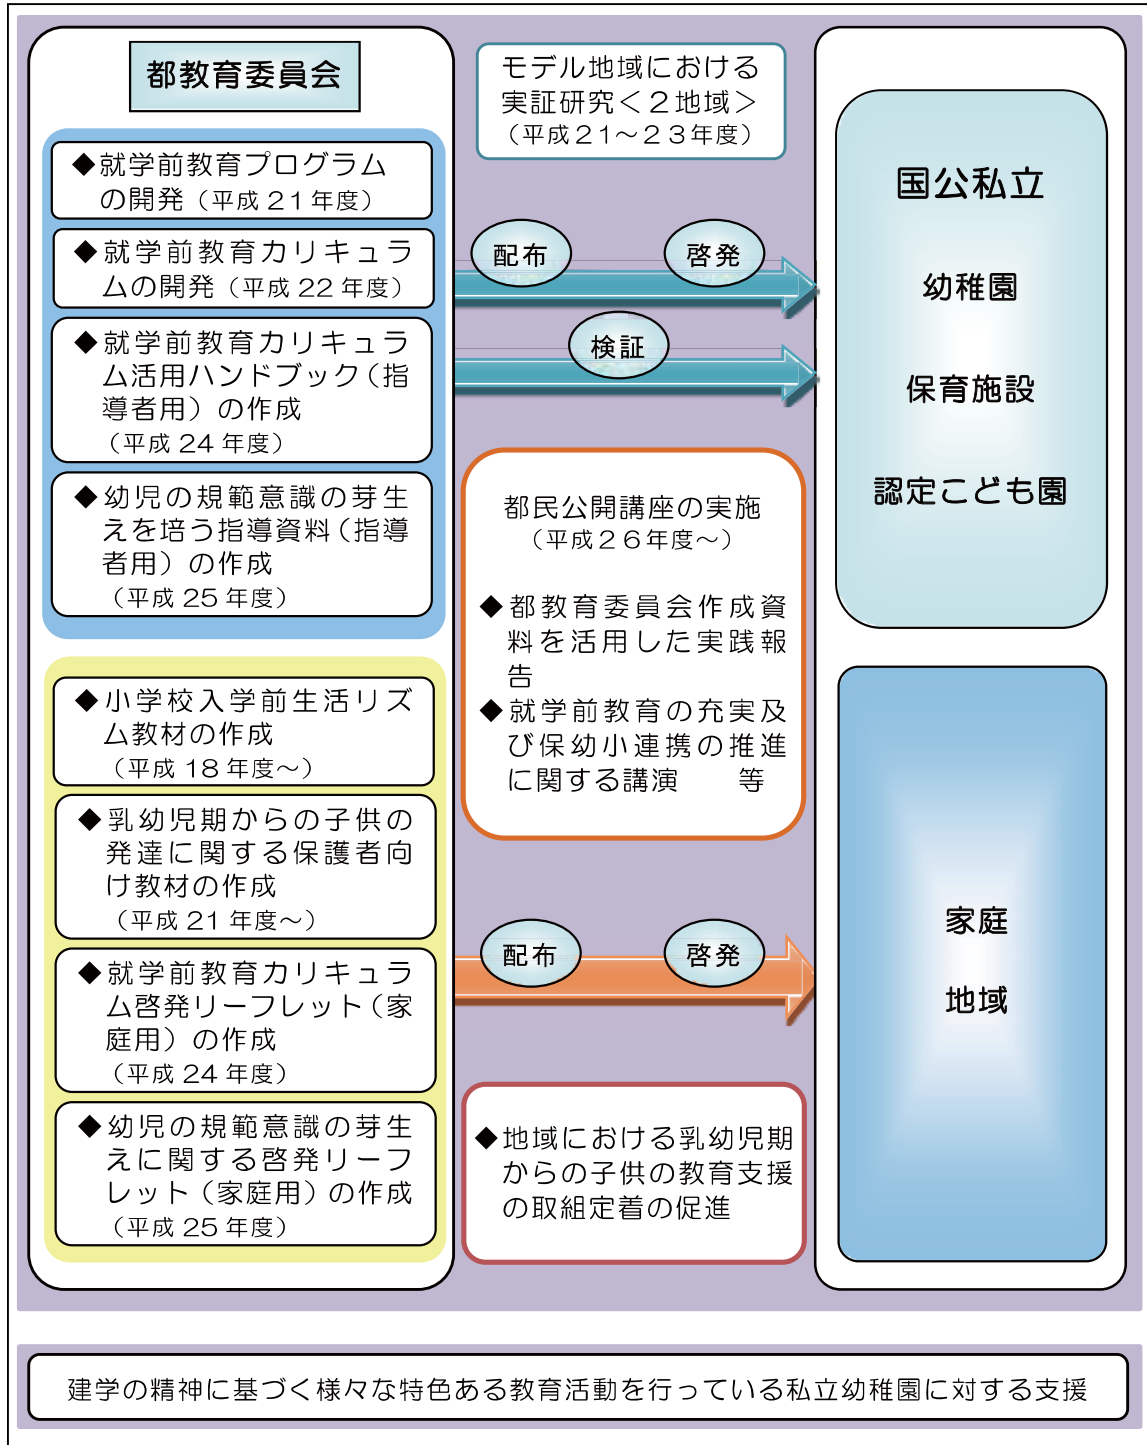 都教育委員会
◆就学前教育プログラム
の開発（平成21年度）
◆就学前教育カリキュラ
ムの開発（平成22年度）
◆就学前教育カリキュラ
ム活用ハンドブック（指
導者用）の作成
（平成24年度）
◆幼児の規範意識の芽生
えを培う指導資料（指導
者用）の作成
（平成25年度）
◆小学校入学前生活リズ
ム教材の作成
（平成18年度～）
◆乳幼児期からの子供の
発達に関する保護者向
け教材の作成
（平成21年度～）
◆就学前教育カリキュラ
ム啓発リーフレット（家
庭用）の作成
（平成24年度）
◆幼児の規範意識の芽生
えに関する啓発リーフ
レット（家庭用）の作成
（平成25年度）
モデル地域における
実証研究＜２地域＞
（平成２１～２３年度）
配布
啓発
検証
都民公開講座の実施
（平成２６年度～）
◆都教育委員会作成資
料を活用した実践報
告
◆就学前教育の充実及
び保幼小連携の推進
に関する講演　　等
配布
啓発
◆地域における乳幼児期
からの子供の教育支援
の取組定着の促進
国公私立
幼稚園
保育施設
認定こども園
家庭
地域
建学の精神に基づく様々な特色ある教育活動を行っている私立幼稚園に対する支援